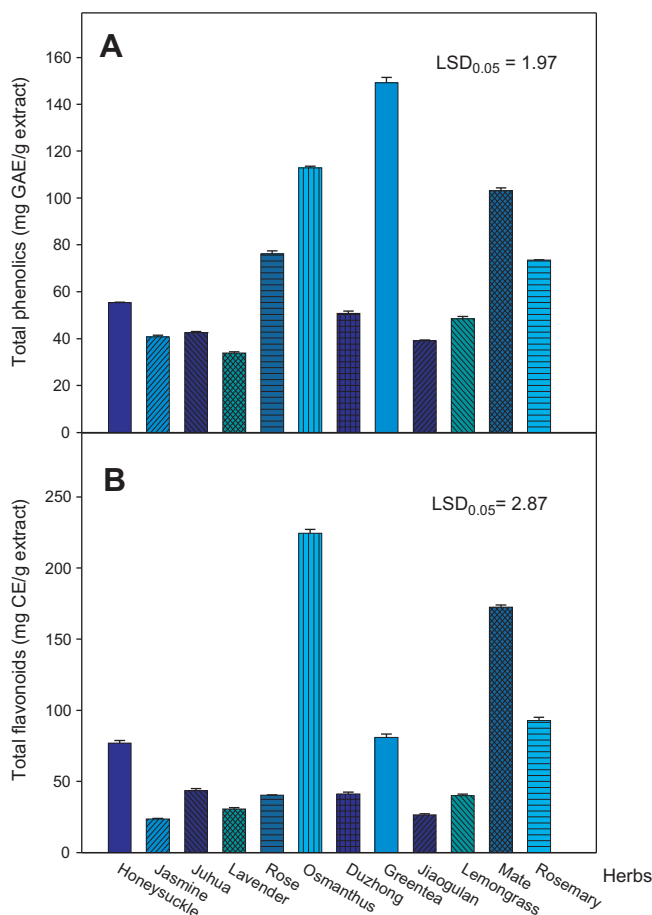 A
LSD0.05 = 1.97
Total phenolics (mg GAE/g extract)
160
140
120
100
80
60
40
20
0
B
LSD0.05= 2.87
Total flavonoids (mg CE/g extract)
250
200
150
100
50
0
Honeysuckle
Jasmine
Juhua
Lavender
Rose
Osmanthus
Duzhong
Greentea
Jiaogulan
Lemongrass
Mate
Rosemary
Herbs